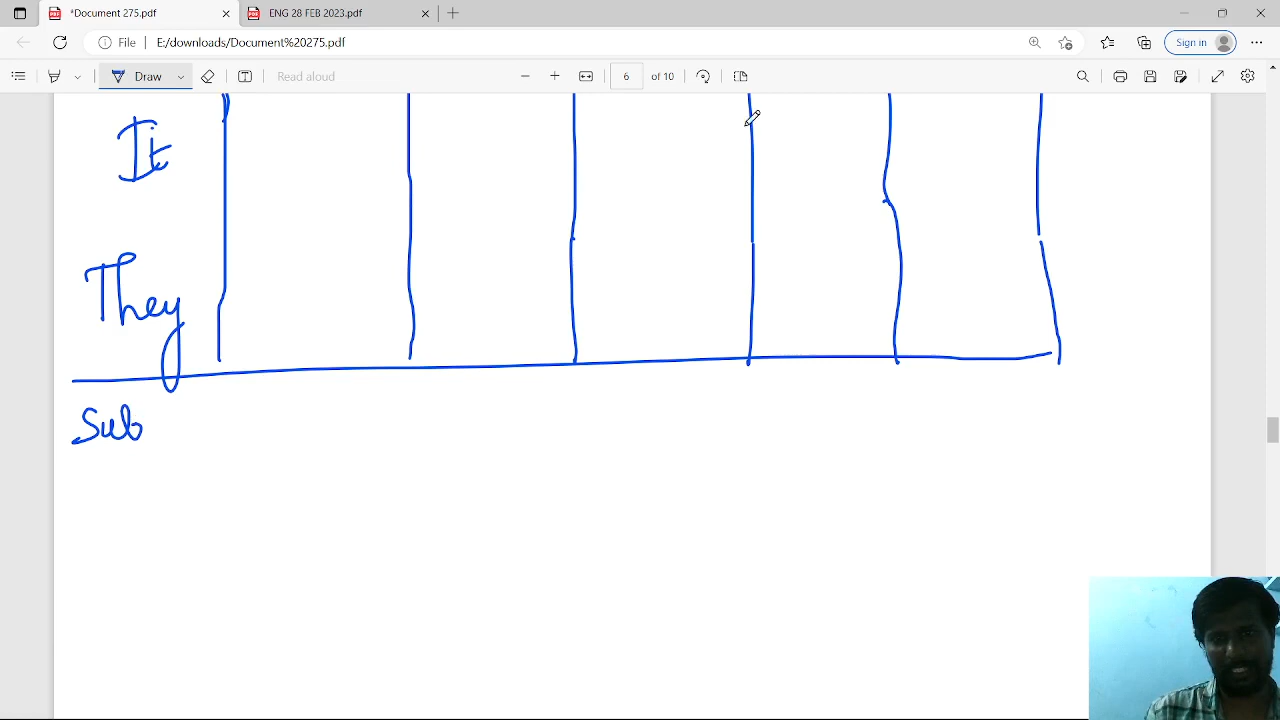 *Document 275.pdf
ENG 28 FEB 2023.pdf
File E:/downloads/Document%20275.pdf
Sign in
Draw
Read aloud
6 of 10
It
They
Sub